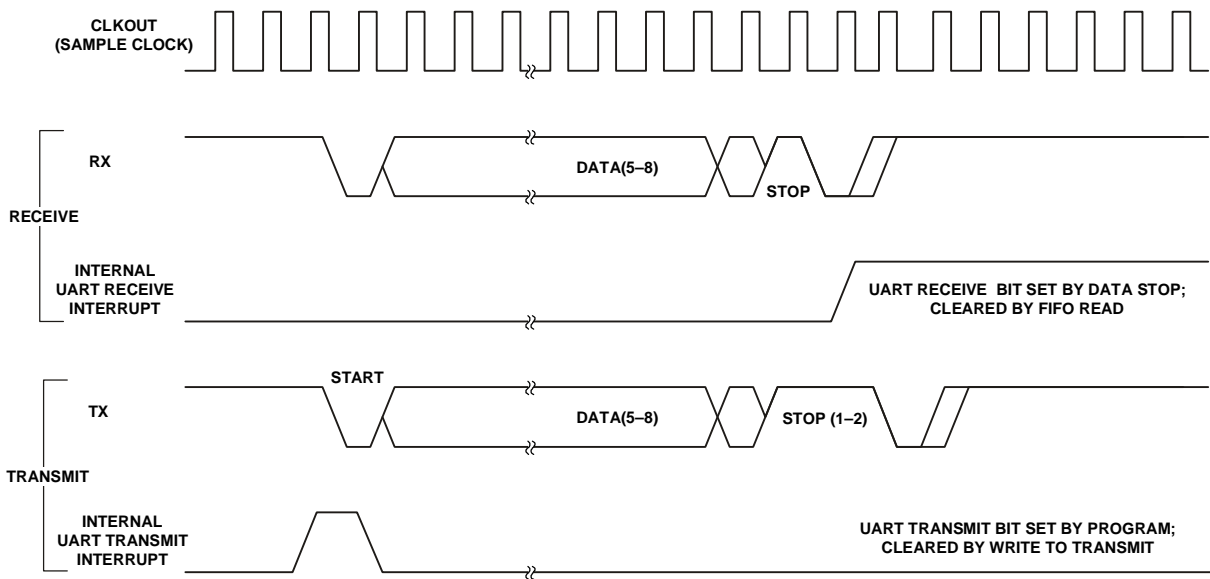 CLKOUT
(SAMPLE CLOCK)
RX
DATA(5–8)
STOP
RECEIVE
INTERNAL
UART RECEIVE
INTERRUPT
UART RECEIVE BIT SET BY DATA STOP;
CLEARED BY FIFO READ
START
TX
DATA(5–8)
STOP (1–2)
TRANSMIT
INTERNAL
UART TRANSMIT
INTERRUPT
UART TRANSMIT BIT SET BY PROGRAM;
CLEARED BY WRITE TO TRANSMIT